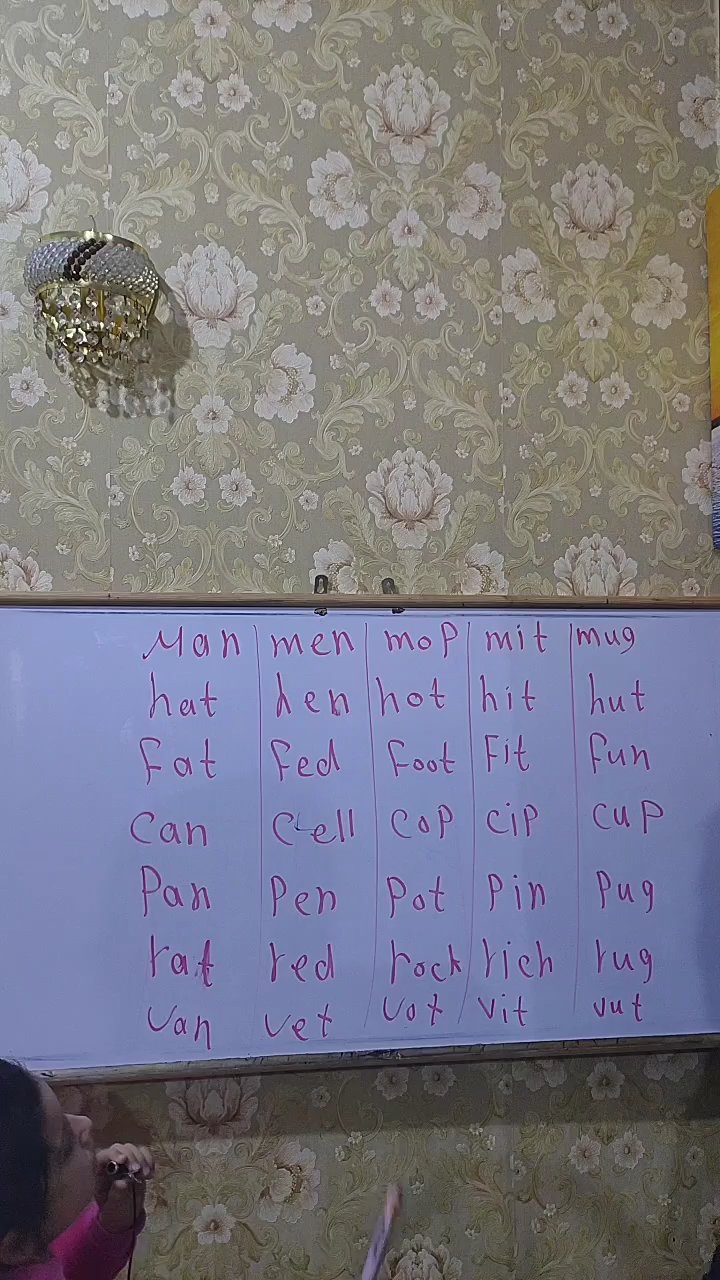 Man men mop mit mug
hat hen hot hit hut
fat fed foot Fit fun
can cell cop cip cup
Pan Pen Pot Pin Pug
rat red rock rich rug
van vet vot vit vut